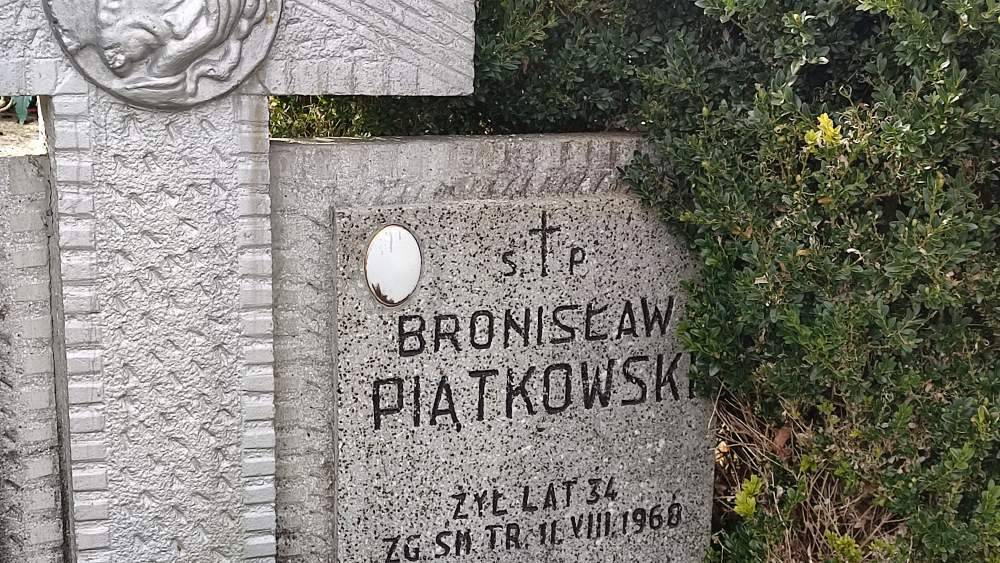 S. P.
BRONISŁAW
PIĄTKOWSKI
ŻYŁ LAT 34
ZG. ŚM. TR. 11.VIII.1968